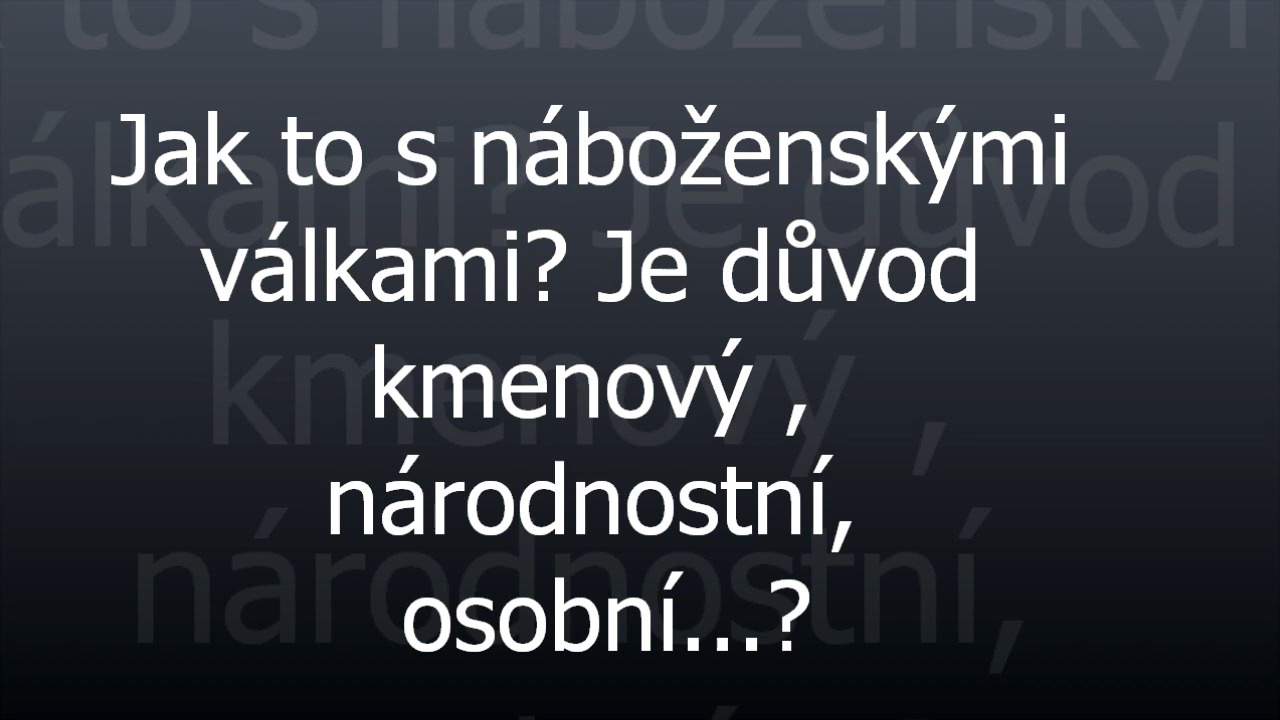 Jak to s náboženskými
válkami? Je důvod
kmenový ,
národnostní,
osobní...?